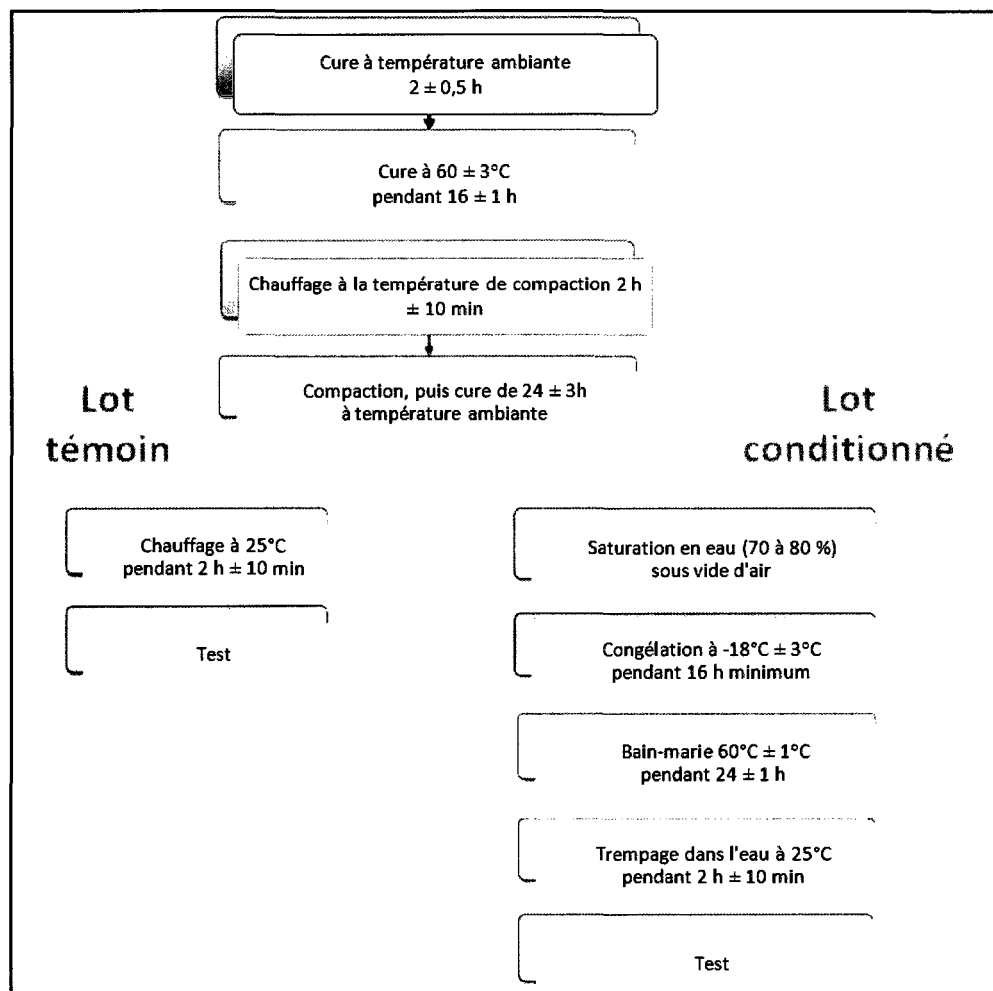 Cure à température ambiante
2 ± 0,5 h
Cure à 60 ± 3°C
pendant 16 ± 1 h
Chauffage à la température de compaction 2 h
± 10 min
Compaction, puis cure de 24 ± 3h
à température ambiante
Lot
témoin
Chauffage à 25°C
pendant 2 h ± 10 min
Test
Lot
conditionné
Saturation en eau (70 à 80 %)
sous vide d'air
Congélation à -18°C ± 3°C
pendant 16 h minimum
Bain-marie 60°C ± 1°C
pendant 24 ± 1 h
Trempage dans l'eau à 25°C
pendant 2 h ± 10 min
Test